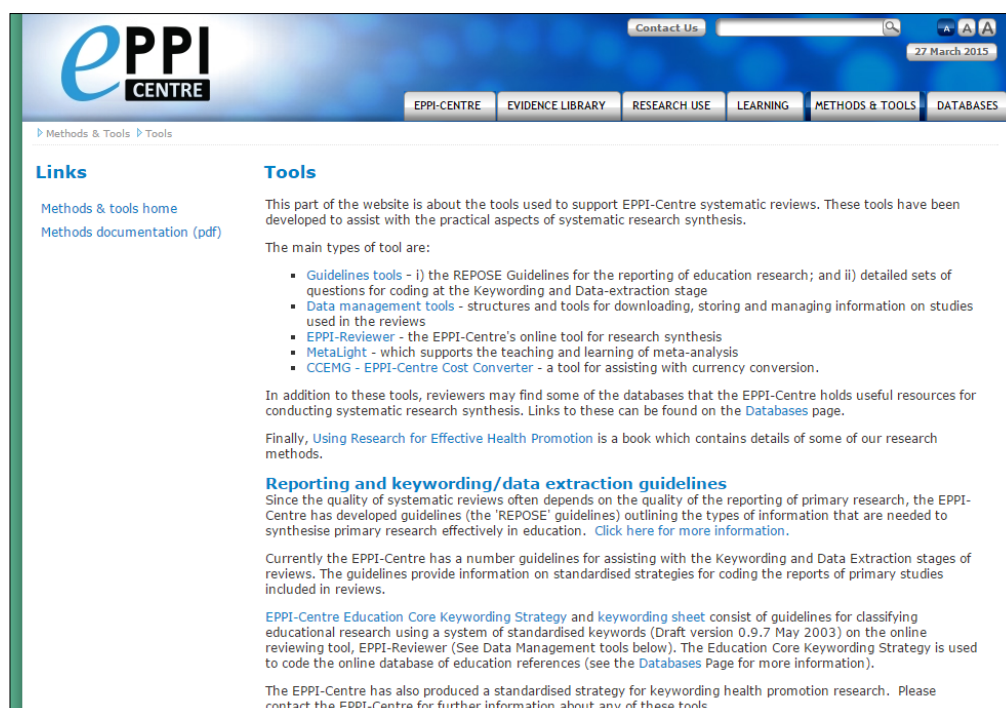 ePPI
CENTRE
Contact Us
A A A
27 March 2015
EPPI-CENTRE EVIDENCE LIBRARY RESEARCH USE LEARNING METHODS & TOOLS DATABASES
Methods & Tools Tools
Links
Methods & tools home
Methods documentation (pdf)
Tools
This part of the website is about the tools used to support EPPI-Centre systematic reviews. These tools have been
developed to assist with the practical aspects of systematic research synthesis.
The main types of tool are:
Guidelines tools - i) the REPOSE Guidelines for the reporting of education research; and ii) detailed sets of
questions for coding at the Keywording and Data-extraction stage
Data management tools - structures and tools for downloading, storing and managing information on studies
used in the reviews
EPPI-Reviewer - the EPPI-Centre's online tool for research synthesis
MetaLight - which supports the teaching and learning of meta-analysis
CCEMG - EPPI-Centre Cost Converter - a tool for assisting with currency conversion.
In addition to these tools, reviewers may find some of the databases that the EPPI-Centre holds useful resources for
conducting systematic research synthesis. Links to these can be found on the Databases page.
Finally, Using Research for Effective Health Promotion is a book which contains details of some of our research
methods.
Reporting and keywording/data extraction guidelines
Since the quality of systematic reviews often depends on the quality of the reporting of primary research, the EPPI-
Centre has developed guidelines (the 'REPOSE' guidelines) outlining the types of information that are needed to
synthesise primary research effectively in education. Click here for more information.
Currently the EPPI-Centre has a number guidelines for assisting with the Keywording and Data Extraction stages of
reviews. The guidelines provide information on standardised strategies for coding the reports of primary studies
included in reviews.
EPPI-Centre Education Core Keywording Strategy and keywording sheet consist of guidelines for classifying
educational research using a system of standardised keywords (Draft version 0.9.7 May 2003) on the online
reviewing tool, EPPI-Reviewer (See Data Management tools below). The Education Core Keywording Strategy is used
to code the online database of education references (see the Databases Page for more information).
The EPPI-Centre has also produced a standardised strategy for keywording health promotion research. Please
contact the EPPI-Centre for further information about any of these tools